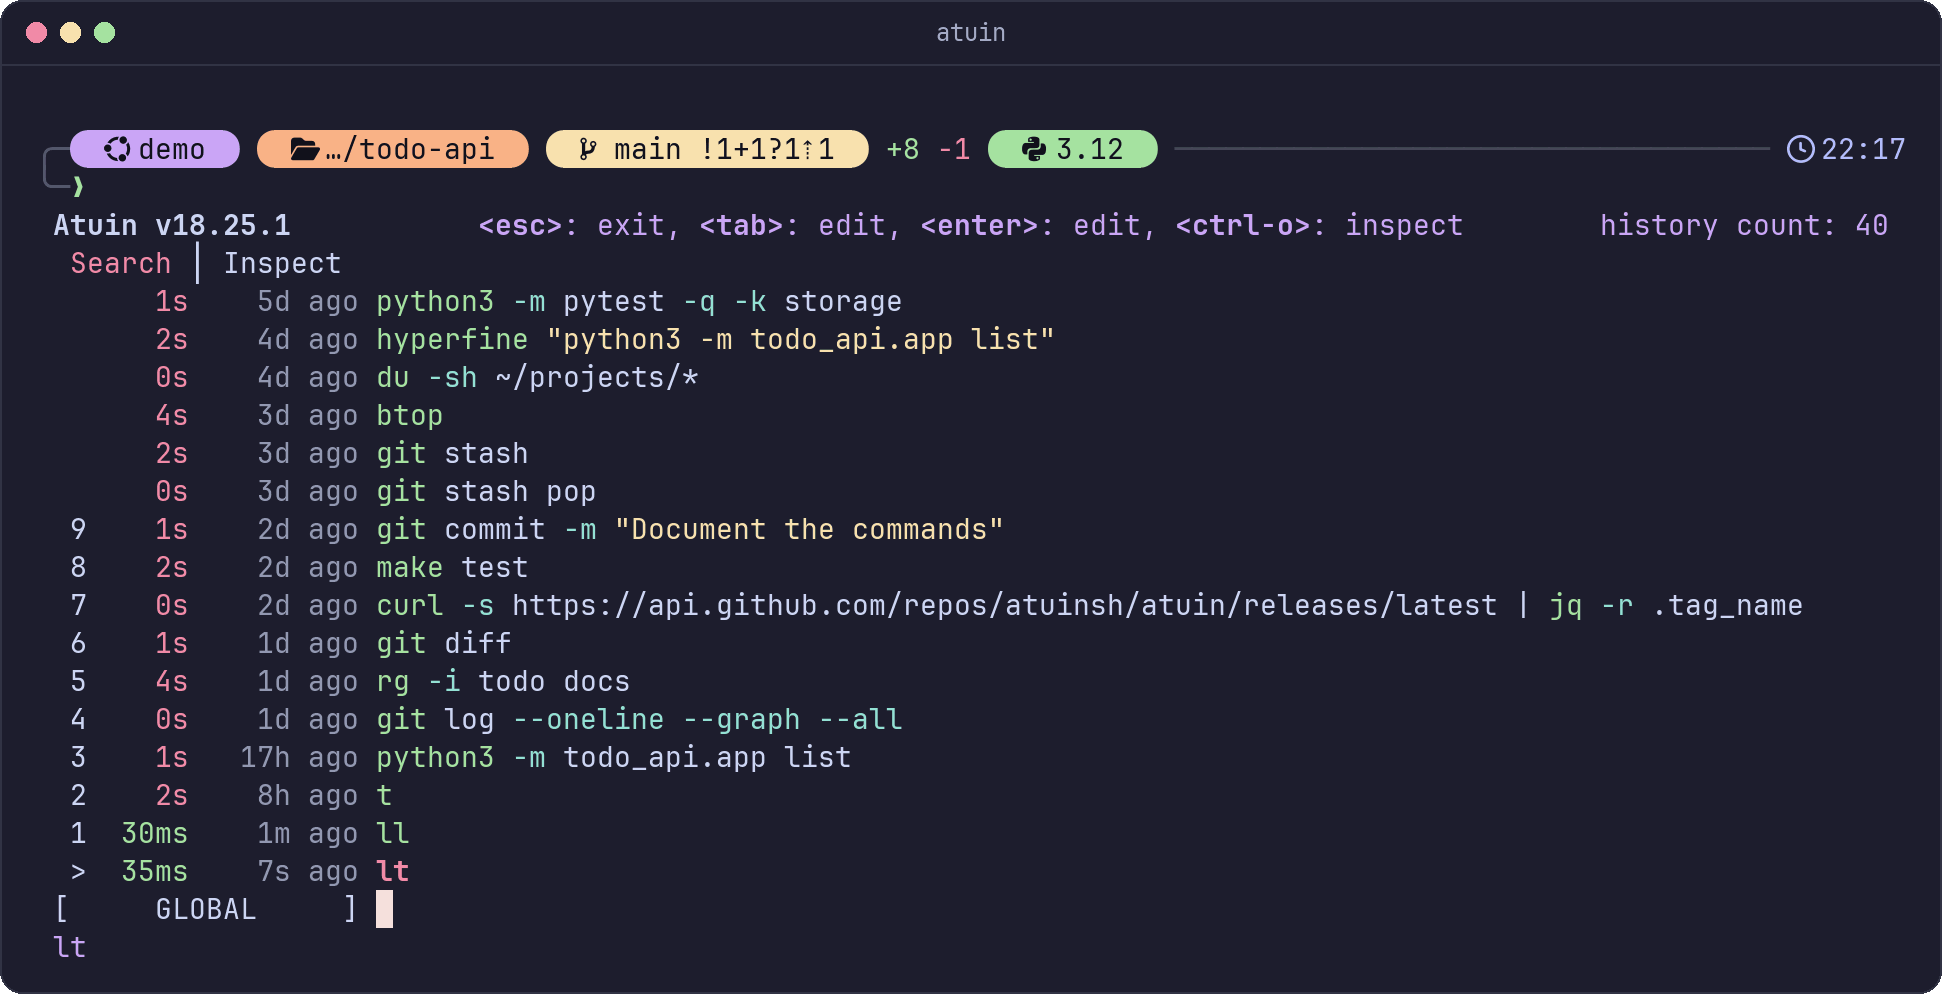 atuin
demo …/todo-api main !1+1?1⇡1 +8 -1 3.12 22:17
❱
Atuin v18.25.1 <esc>: exit, <tab>: edit, <enter>: edit, <ctrl-o>: inspect history count: 40
Search │ Inspect
1s 5d ago python3 -m pytest -q -k storage
2s 4d ago hyperfine "python3 -m todo_api.app list"
0s 4d ago du -sh ~/projects/*
4s 3d ago btop
2s 3d ago git stash
0s 3d ago git stash pop
9 1s 2d ago git commit -m "Document the commands"
8 2s 2d ago make test
7 0s 2d ago curl -s https://api.github.com/repos/atuinsh/atuin/releases/latest | jq -r .tag_name
6 1s 1d ago git diff
5 4s 1d ago rg -i todo docs
4 0s 1d ago git log --oneline --graph --all
3 1s 17h ago python3 -m todo_api.app list
2 2s 8h ago t
1 30ms 1m ago ll
> 35ms 7s ago lt
[ GLOBAL ]
lt